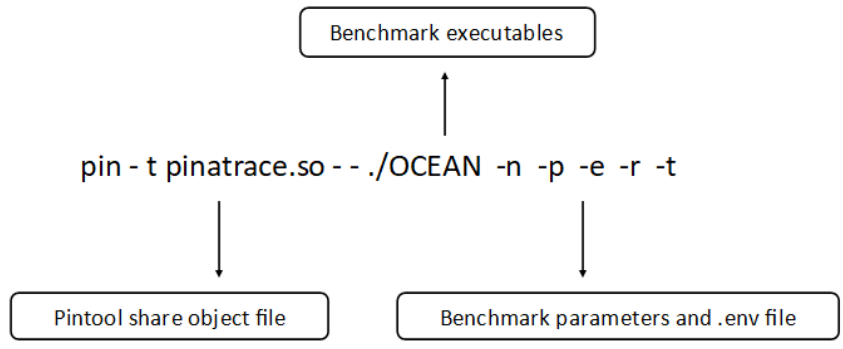 Benchmark executables
pin - t pinatrace.so - - ./OCEAN -n -p -e -r -t
Pintool share object file
Benchmark parameters and .env file